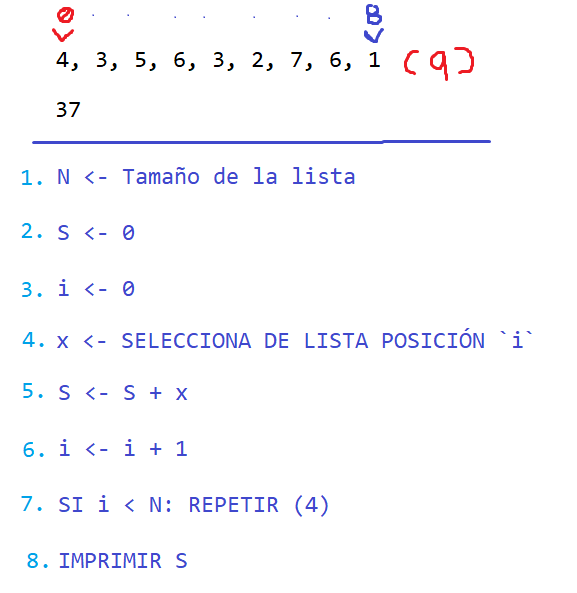 0 8
4, 3, 5, 6, 3, 2, 7, 6, 1 (9)
37
1. N <- Tamaño de la lista
2. S <- 0
3. i <- 0
4. x <- SELECCIONA DE LISTA POSICIÓN `i`
5. S <- S + x
6. i <- i + 1
7. SI i < N: REPETIR (4)
8. IMPRIMIR S